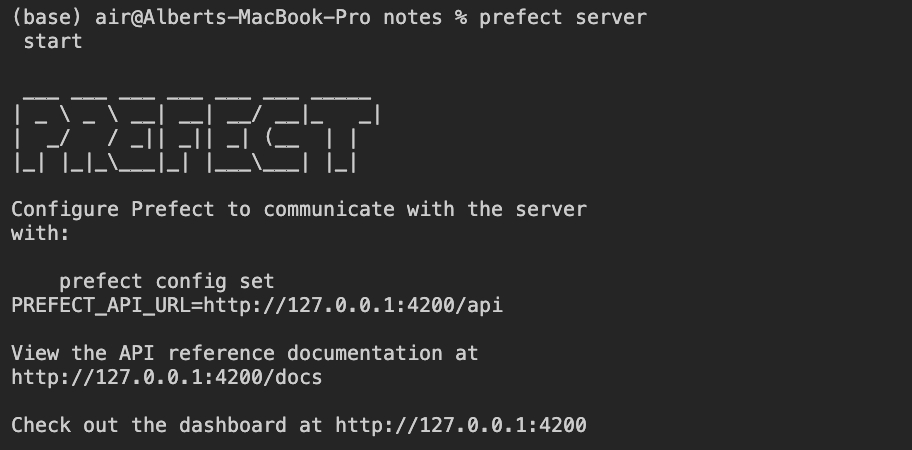 (base) air@Alberts-MacBook-Pro notes % prefect server
 start
 ___ ___ ___ ___ ___ ___ _____
| _ \ _ \ __| __| __/ __|_   _|
|  _/   / _|| _|| _| (__  | |
|_| |_|_\___|_| |___\___| |_|
Configure Prefect to communicate with the server
with:
    prefect config set
PREFECT_API_URL=http://127.0.0.1:4200/api
View the API reference documentation at
http://127.0.0.1:4200/docs
Check out the dashboard at http://127.0.0.1:4200